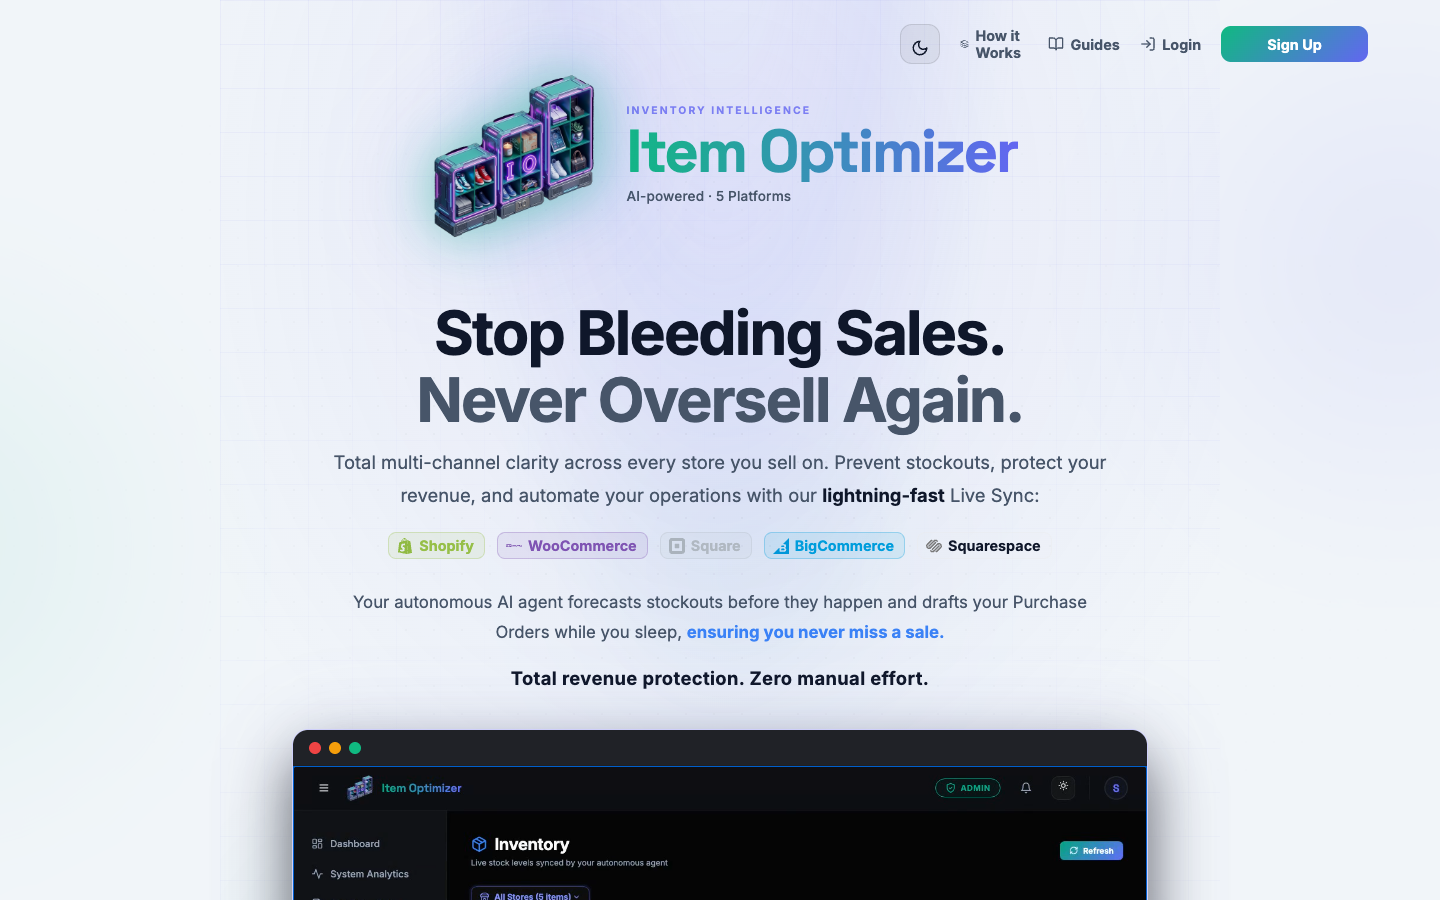 How it
Works
Guides
Login
Sign Up
IO
INVENTORY INTELLIGENCE
Item Optimizer
AI-powered · 5 Platforms
Stop Bleeding Sales.
Never Oversell Again.
Total multi-channel clarity across every store you sell on. Prevent stockouts, protect your
revenue, and automate your operations with our lightning-fast Live Sync:
Shopify
WooCommerce
Square
BigCommerce
Squarespace
Your autonomous AI agent forecasts stockouts before they happen and drafts your Purchase
Orders while you sleep, ensuring you never miss a sale.
Total revenue protection. Zero manual effort.
Item Optimizer
ADMIN
S
Dashboard
System Analytics
Inventory
Live stock levels synced by your autonomous agent
Refresh
All Stores (5 items)